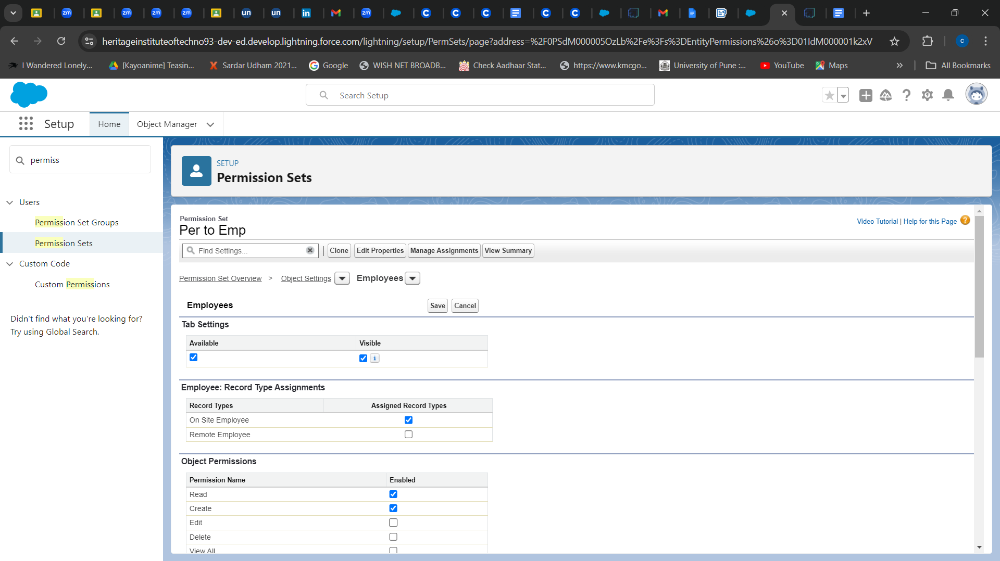 heritageinstituteoftechno93-dev-ed.develop.lightning.force.com/lightning/setup/PermSets/page?address=%2F0PSdM000005OzLb%2Fe%3Fs%3DEntityPermissions%26o%3D01IdM000001k2xV
I Wandered Lonely...
[Kayoanime] Teasin...
Sardar Udham 2021...
Google
WISH NET BROADB...
Check Aadhaar Stat...
https://www.kmcgo...
University of Pune :...
YouTube
Maps
All Bookmarks
Search Setup
Setup
Home
Object Manager
permiss
Users
Permission Set Groups
Permission Sets
Custom Code
Custom Permissions
Didn't find what you're looking for?
Try using Global Search.
SETUP
Permission Sets
Permission Set
Per to Emp
Video Tutorial | Help for this Page
Find Settings...
Clone
Edit Properties
Manage Assignments
View Summary
Permission Set Overview > Object Settings Employees
Employees
Save
Cancel
Tab Settings
Available Visible
Employee: Record Type Assignments
Record Types Assigned Record Types
On Site Employee
Remote Employee
Object Permissions
Permission Name Enabled
Read
Create
Edit
Delete
View All